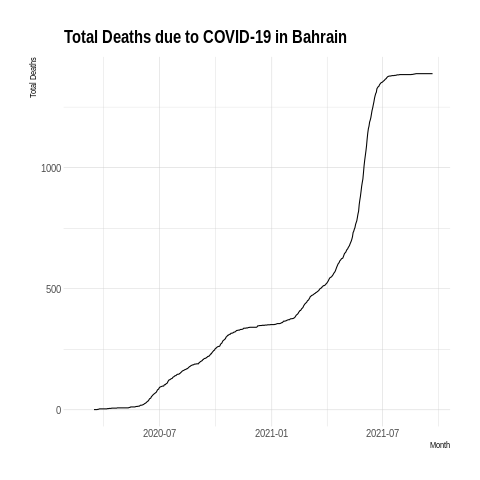 Total Deaths due to COVID-19 in Bahrain
Total Deaths
1000
500
0
2020-07
2021-01
2021-07
Month